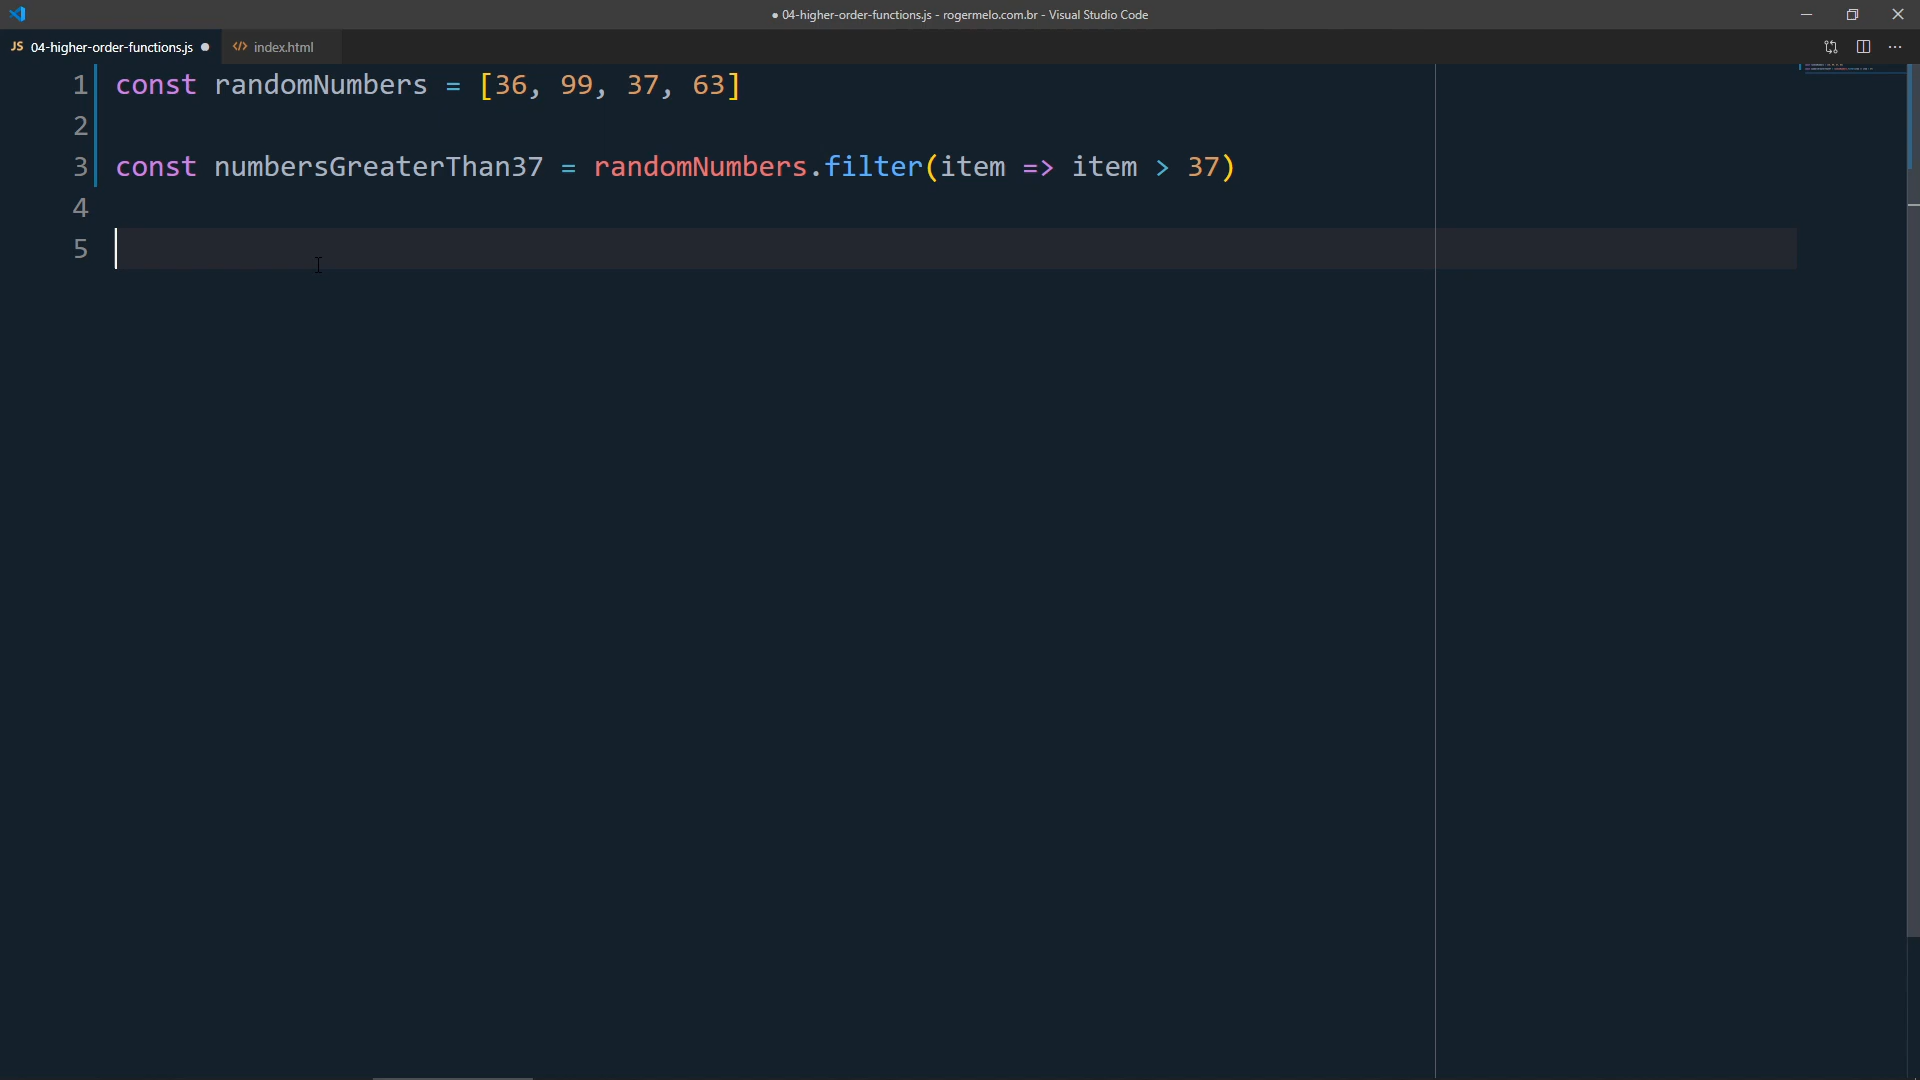 ● 04-higher-order-functions.js - rogermelo.com.br - Visual Studio Code
JS 04-higher-order-functions.js
index.html
1 const randomNumbers = [36, 99, 37, 63]
2
3 const numbersGreaterThan37 = randomNumbers.filter(item => item > 37)
4
5